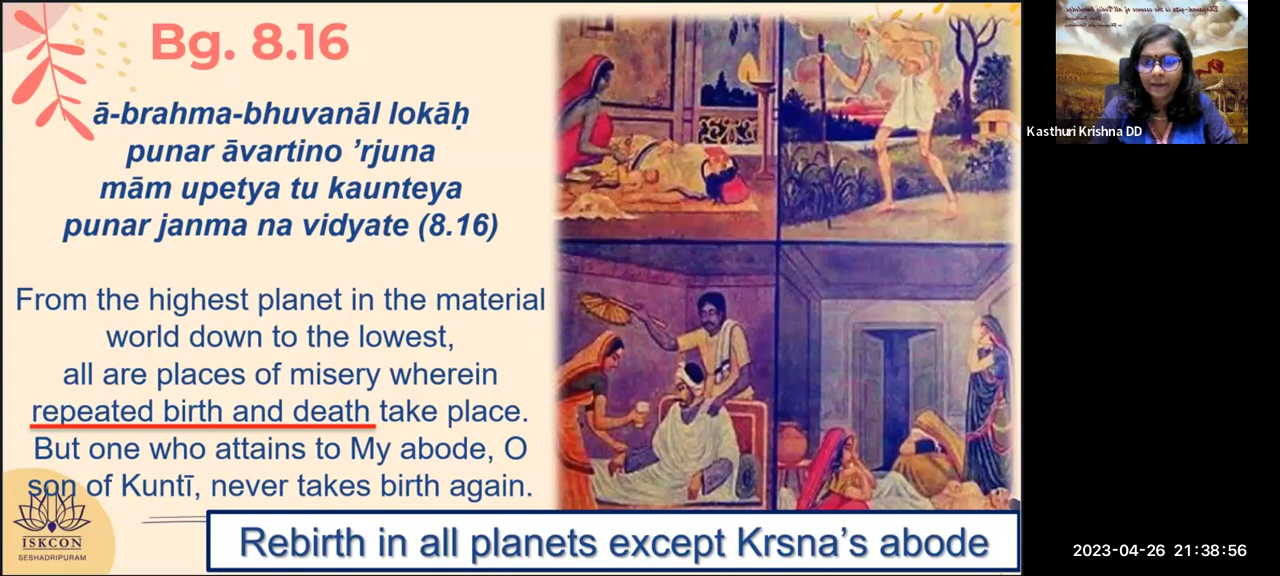 Bg. 8.16
ā-brahma-bhuvanāl lokāḥ
punar āvartino ’rjuna
mām upetya tu kaunteya
punar janma na vidyate (8.16)
From the highest planet in the material
world down to the lowest,
all are places of misery wherein
repeated birth and death take place.
But one who attains to My abode, O
son of Kuntī, never takes birth again.
ISKCON
SESHADRIPURAM
Rebirth in all planets except Krsna’s abode
Kasthuri Krishna DD
2023-04-26 21:38:56